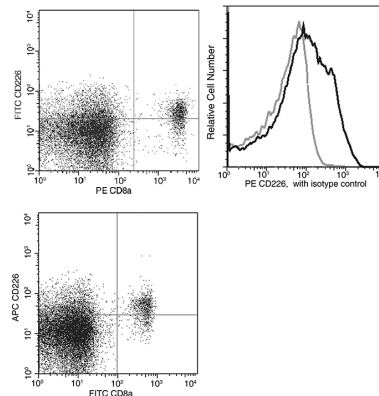 FITC CD226
10⁴
10³
10²
10¹
10⁰
10⁰ 10¹ 10² 10³ 10⁴
PE CD8a
Relative Cell Number
10⁰ 10¹ 10² 10³
PE CD226, with isotype control
APC CD226
10⁴
10³
10²
10¹
10⁰
10⁰ 10¹ 10² 10³ 10⁴
FITC CD8a